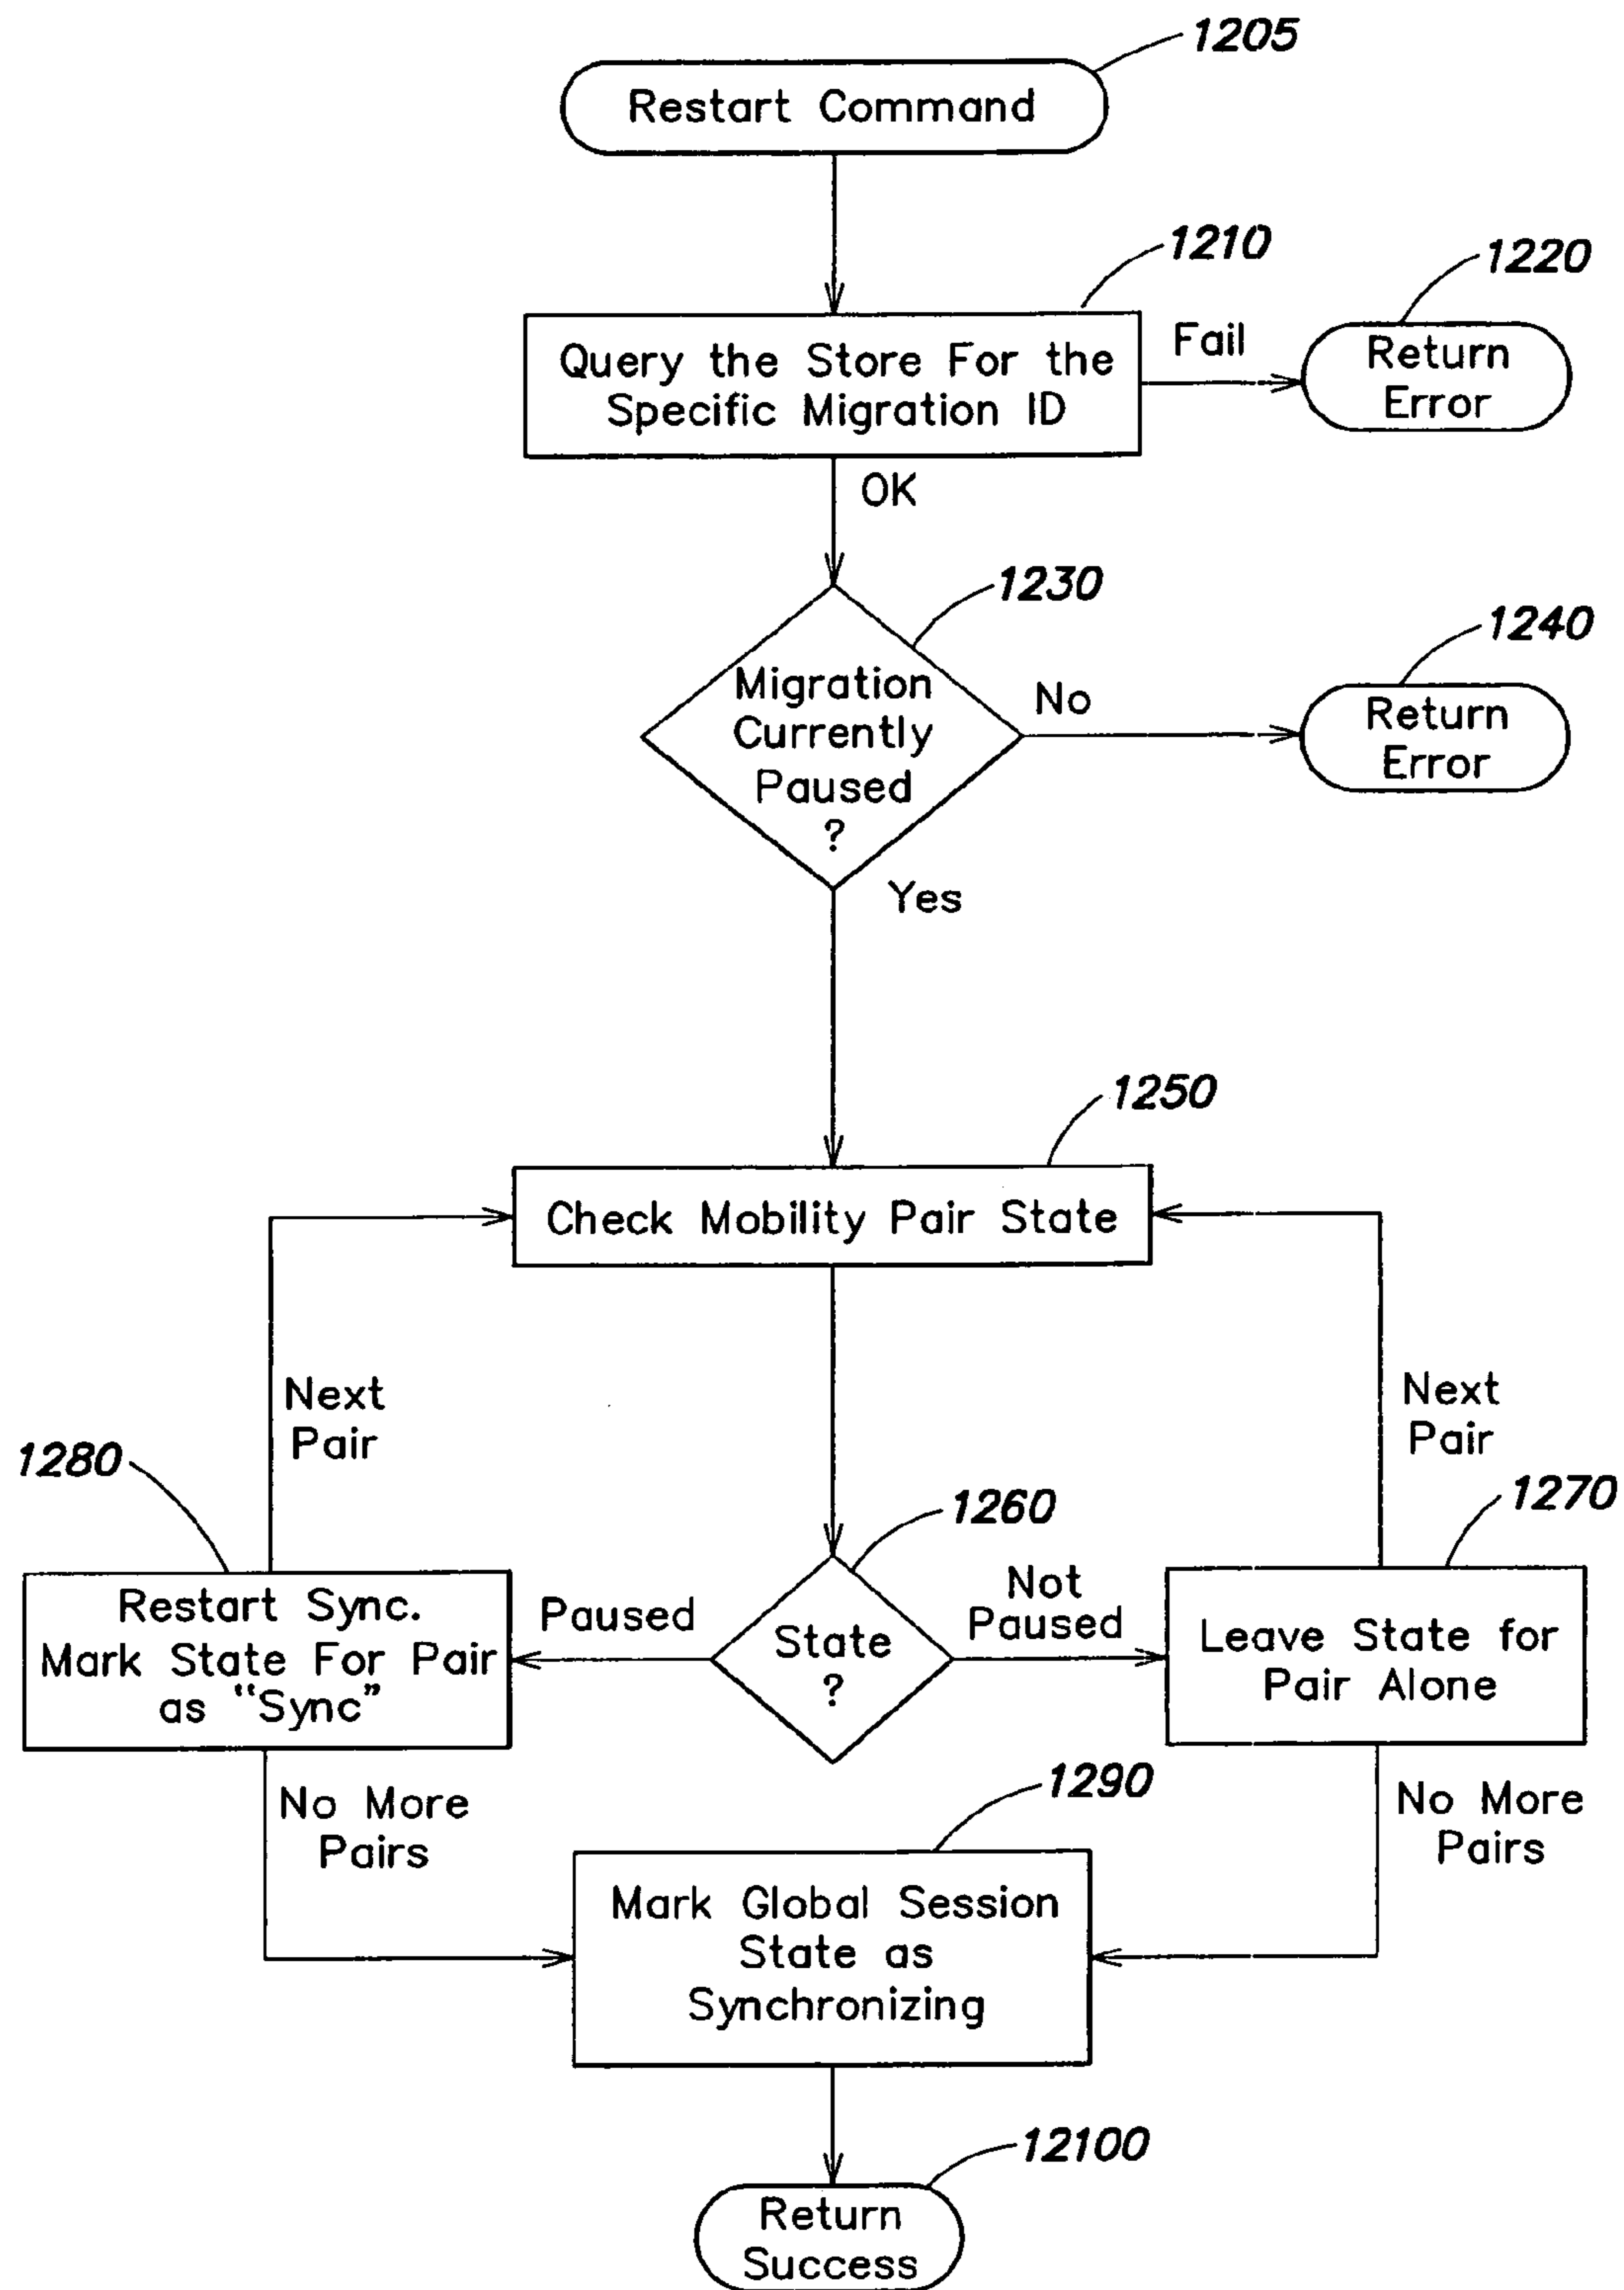 1205
Restart Command
1210
1220
Query the Store For the
Specific Migration ID
Fail
Return
Error
OK
1230
1240
Migration
Currently
Paused
?
No
Return
Error
Yes
1250
Check Mobility Pair State
Next
Pair
Next
Pair
1280
1260
1270
Restart Sync.
Mark State For Pair
as "Sync"
Paused
State
?
Not
Paused
Leave State for
Pair Alone
No More
Pairs
1290
No More
Pairs
Mark Global Session
State as
Synchronizing
12100
Return
Success